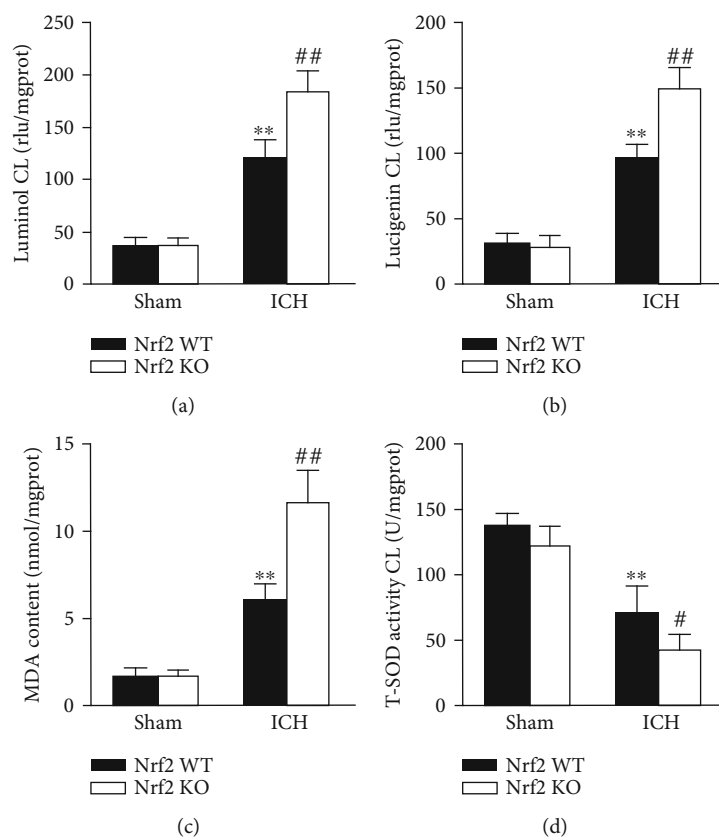 Luminol CL (rlu/mgprot)
250
200
150
100
50
0
**
##
Sham
ICH
Nrf2 WT
Nrf2 KO
(a)
Lucigenin CL (rlu/mgprot)
200
150
100
50
0
**
##
Sham
ICH
Nrf2 WT
Nrf2 KO
(b)
MDA content (nmol/mgprot)
15
10
5
0
**
##
Sham
ICH
Nrf2 WT
Nrf2 KO
(c)
T-SOD activity CL (U/mgprot)
200
150
100
50
0
**
#
Sham
ICH
Nrf2 WT
Nrf2 KO
(d)